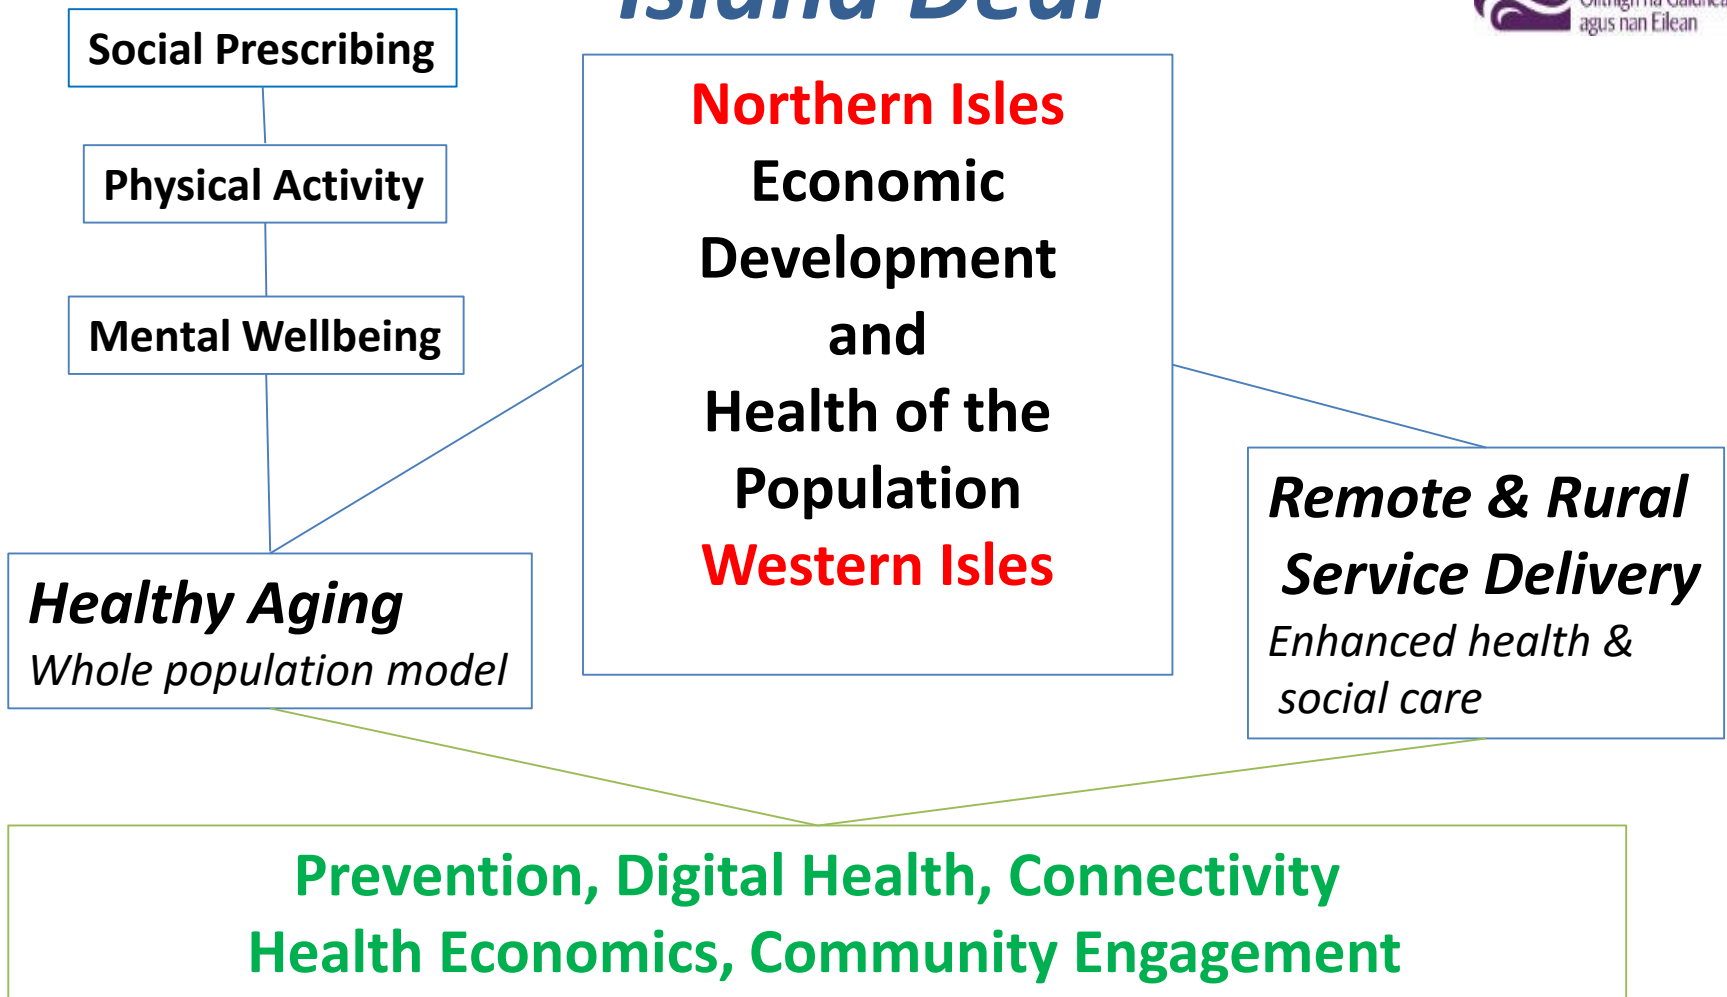 Island Deal
agus nan Eilean
Social Prescribing
Physical Activity
Mental Wellbeing
Northern Isles
Economic
Development
and
Health of the
Population
Western Isles
Healthy Aging
Whole population model
Remote & Rural
Service Delivery
Enhanced health &
social care
Prevention, Digital Health, Connectivity
Health Economics, Community Engagement